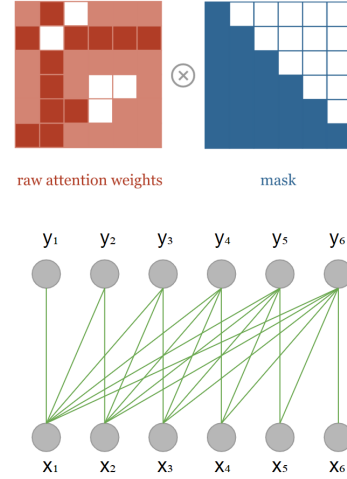 raw attention weights mask
y1 y2 y3 y4 y5 y6
x1 x2 x3 x4 x5 x6